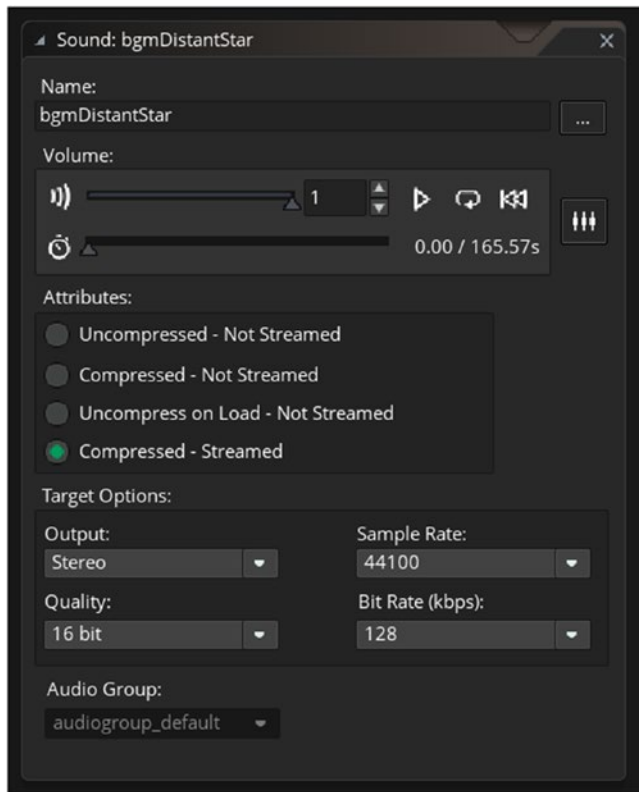 Sound: bgmDistantStar
Name:
bgmDistantStar
...
Volume:
1
0.00 / 165.57s
Attributes:
Uncompressed - Not Streamed
Compressed - Not Streamed
Uncompress on Load - Not Streamed
Compressed - Streamed
Target Options:
Output: Sample Rate:
Stereo 44100
Quality: Bit Rate (kbps):
16 bit 128
Audio Group:
audiogroup_default